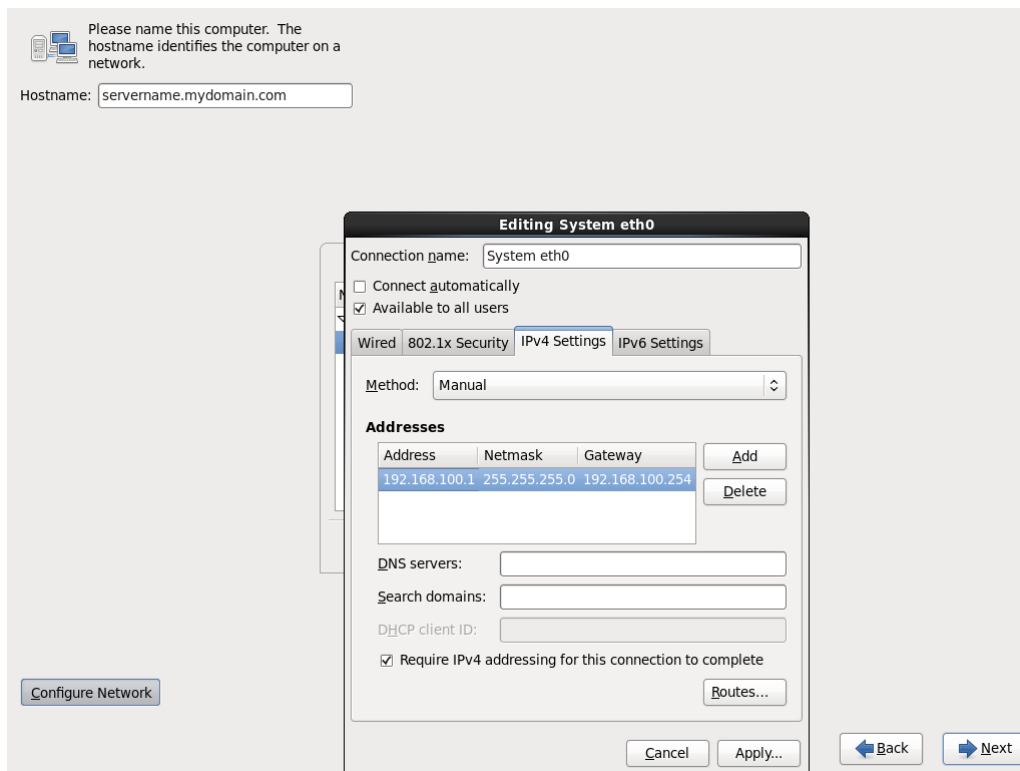 Please name this computer. The
hostname identifies the computer on a
network.
Hostname: servername.mydomain.com
Editing System eth0
Connection name: System eth0
Connect automatically
Available to all users
Wired 802.1x Security IPv4 Settings IPv6 Settings
Method: Manual
Addresses
Address Netmask Gateway
Add
192.168.100.1 255.255.255.0 192.168.100.254
Delete
DNS servers:
Search domains:
DHCP client ID:
Require IPv4 addressing for this connection to complete
Configure Network
Routes...
Cancel Apply...
Back Next